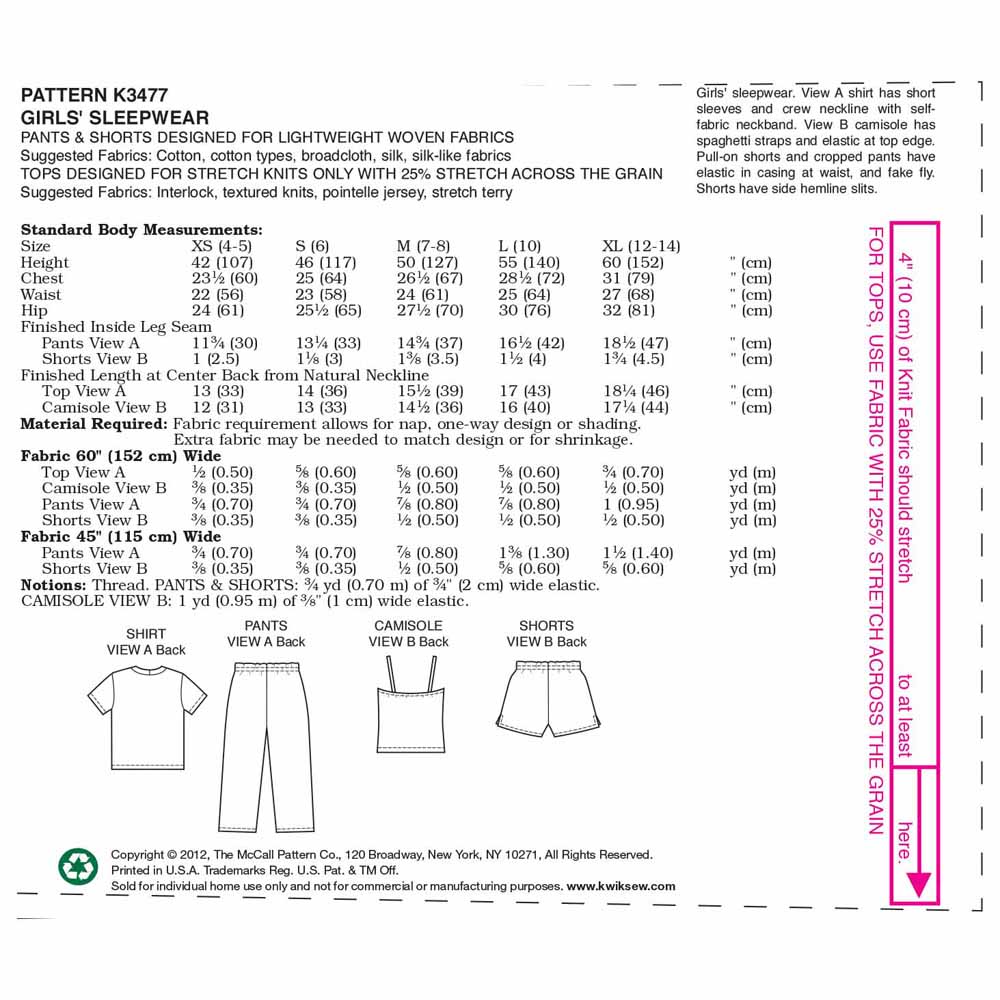 PATTERN K3477
GIRLS' SLEEPWEAR
PANTS & SHORTS DESIGNED FOR LIGHTWEIGHT WOVEN FABRICS
Suggested Fabrics: Cotton, cotton types, broadcloth, silk, silk-like fabrics
TOPS DESIGNED FOR STRETCH KNITS ONLY WITH 25% STRETCH ACROSS THE GRAIN
Suggested Fabrics: Interlock, textured knits, pointelle jersey, stretch terry
Girls' sleepwear. View A shirt has short
sleeves and crew neckline with self-
fabric neckband. View B camisole has
spaghetti straps and elastic at top edge.
Pull-on shorts and cropped pants have
elastic in casing at waist, and fake fly.
Shorts have side hemline slits.
Standard Body Measurements:
Size XS (4-5) S (6) M (7-8) L (10) XL (12-14)
Height 42 (107) 46 (117) 50 (127) 55 (140) 60 (152) " (cm)
Chest 23½ (60) 25 (64) 26½ (67) 28½ (72) 31 (79) " (cm)
Waist 22 (56) 23 (58) 24 (61) 25 (64) 27 (68) " (cm)
Hip 24 (61) 25½ (65) 27½ (70) 30 (76) 32 (81) " (cm)
Finished Inside Leg Seam
Pants View A 11¾ (30) 13¼ (33) 14¾ (37) 16½ (42) 18½ (47) " (cm)
Shorts View B 1 (2.5) 1⅛ (3) 1⅜ (3.5) 1½ (4) 1¾ (4.5) " (cm)
Finished Length at Center Back from Natural Neckline
Top View A 13 (33) 14 (36) 15½ (39) 17 (43) 18¼ (46) " (cm)
Camisole View B 12 (31) 13 (33) 14½ (36) 16 (40) 17¼ (44) " (cm)
Material Required: Fabric requirement allows for nap, one-way design or shading.
Extra fabric may be needed to match design or for shrinkage.
Fabric 60" (152 cm) Wide
Top View A ½ (0.50) ⅝ (0.60) ⅝ (0.60) ⅝ (0.60) ¾ (0.70) yd (m)
Camisole View B ⅜ (0.35) ⅜ (0.35) ½ (0.50) ½ (0.50) ½ (0.50) yd (m)
Pants View A ¾ (0.70) ¾ (0.70) ⅞ (0.80) ⅞ (0.80) 1 (0.95) yd (m)
Shorts View B ⅜ (0.35) ⅜ (0.35) ½ (0.50) ½ (0.50) ½ (0.50) yd (m)
Fabric 45" (115 cm) Wide
Pants View A ¾ (0.70) ¾ (0.70) ⅞ (0.80) 1⅜ (1.30) 1½ (1.40) yd (m)
Shorts View B ⅜ (0.35) ⅜ (0.35) ½ (0.50) ⅝ (0.60) ⅝ (0.60) yd (m)
Notions: Thread. PANTS & SHORTS: ¾ yd (0.70 m) of ¾" (2 cm) wide elastic.
CAMISOLE VIEW B: 1 yd (0.95 m) of ⅜" (1 cm) wide elastic.
SHIRT
VIEW A Back
PANTS
VIEW A Back
CAMISOLE
VIEW B Back
SHORTS
VIEW B Back
4" (10 cm) of Knit Fabric should stretch to at least here.
FOR TOPS, USE FABRIC WITH 25% STRETCH ACROSS THE GRAIN
Copyright © 2012, The McCall Pattern Co., 120 Broadway, New York, NY 10271, All Rights Reserved.
Printed in U.S.A. Trademarks Reg. U.S. Pat. & TM Off.
Sold for individual home use only and not for commercial or manufacturing purposes. www.kwiksew.com